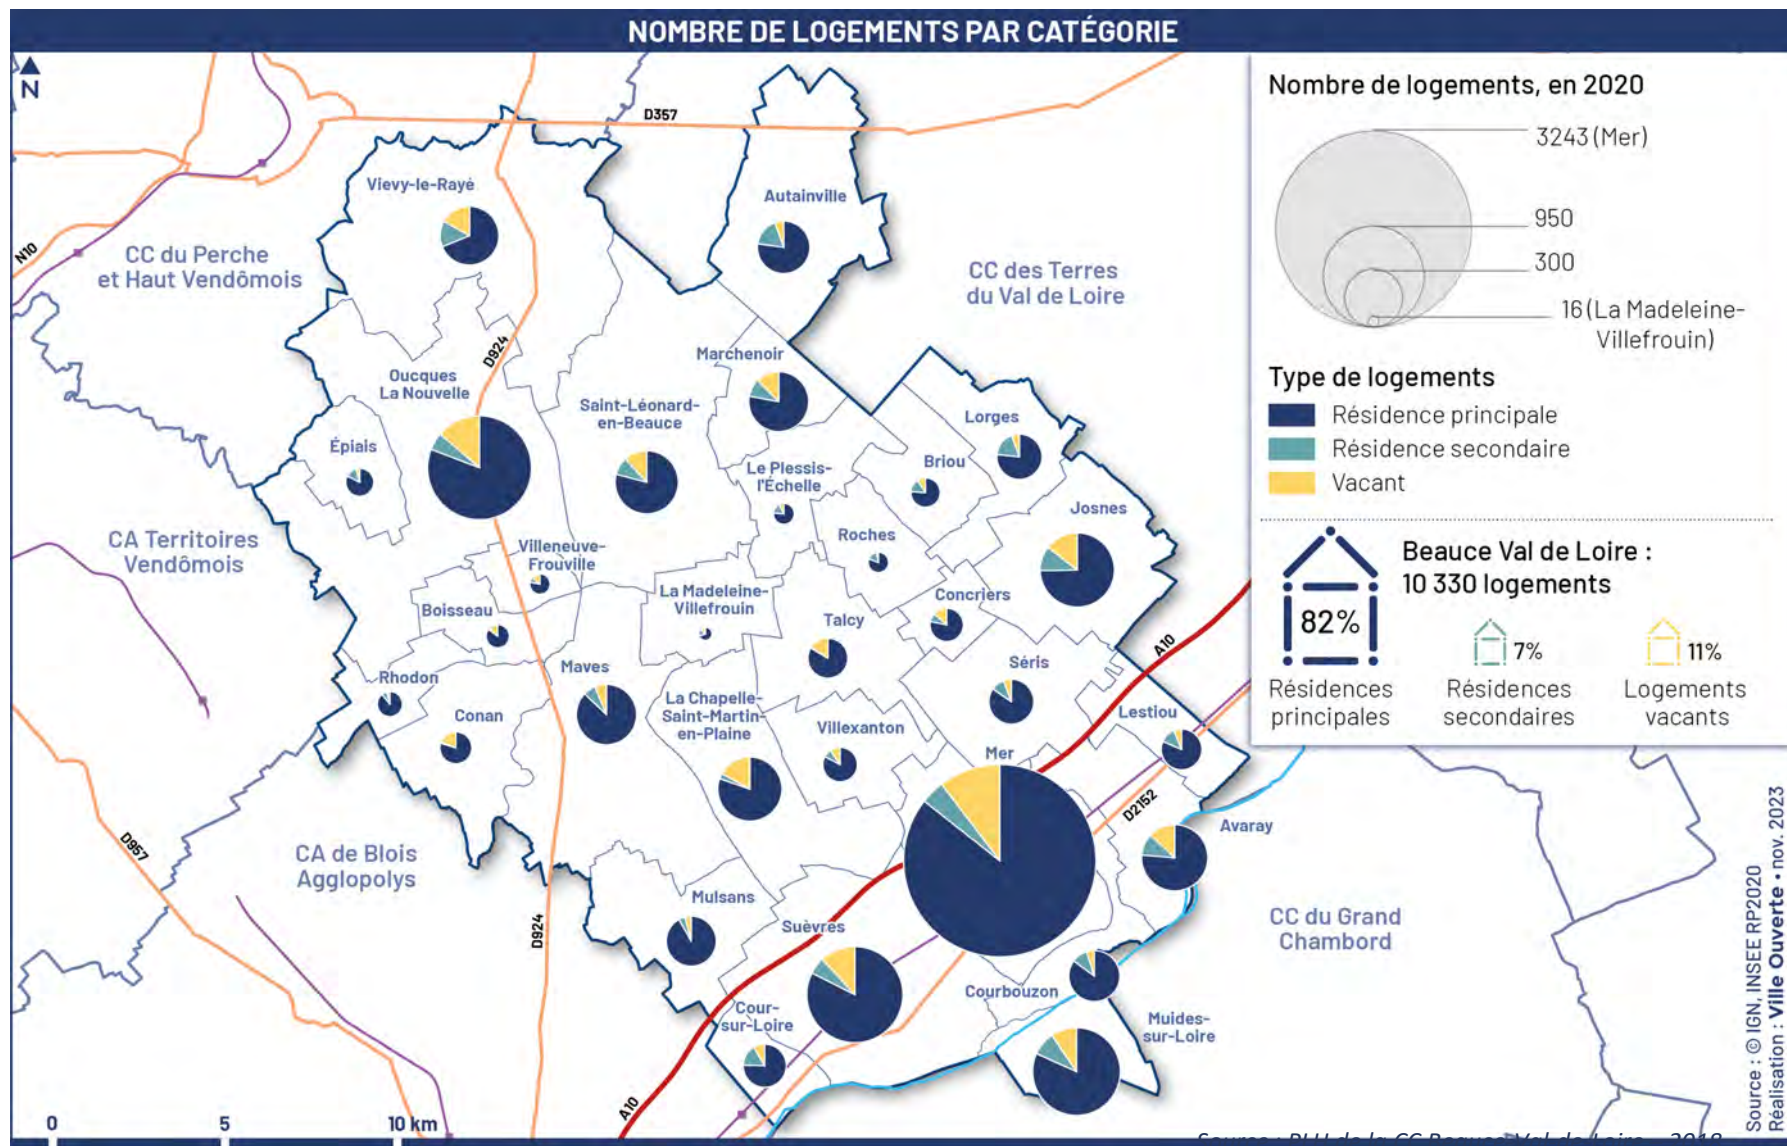 NOMBRE DE LOGEMENTS PAR CATÉGORIE
N
D357
N10
CC du Perche
et Haut Vendômois
Vievy-le-Rayé
Autainville
CC des Terres
du Val de Loire
D924
Marchenoir
Oucques
La Nouvelle
Saint-Léonard-
en-Beauce
Lorges
Épiais
Le Plessis-
l'Échelle
Briou
Josnes
CA Territoires
Vendômois
Roches
Villeneuve-
Frouville
La Madeleine-
Villefrouin
Concriers
Boisseau
Talcy
A10
Maves
Séris
Rhodon
La Chapelle-
Saint-Martin-
en-Plaine
Conan
Villexanton
Lestiou
Mer
D2152
Avaray
D957
CA de Blois
Agglopolys
Mulsans
D924
Suèvres
CC du Grand
Chambord
Courbouzon
Cour-
sur-Loire
Muides-
sur-Loire
A10
0 5 10 km
Nombre de logements, en 2020
3243 (Mer)
950
300
16 (La Madeleine-
Villefrouin)
Type de logements
Résidence principale
Résidence secondaire
Vacant
Beauce Val de Loire :
10 330 logements
82%
7%
11%
Résidences
principales
Résidences
secondaires
Logements
vacants
Source : © IGN, INSEE RP2020
Réalisation : Ville Ouverte • nov. 2023